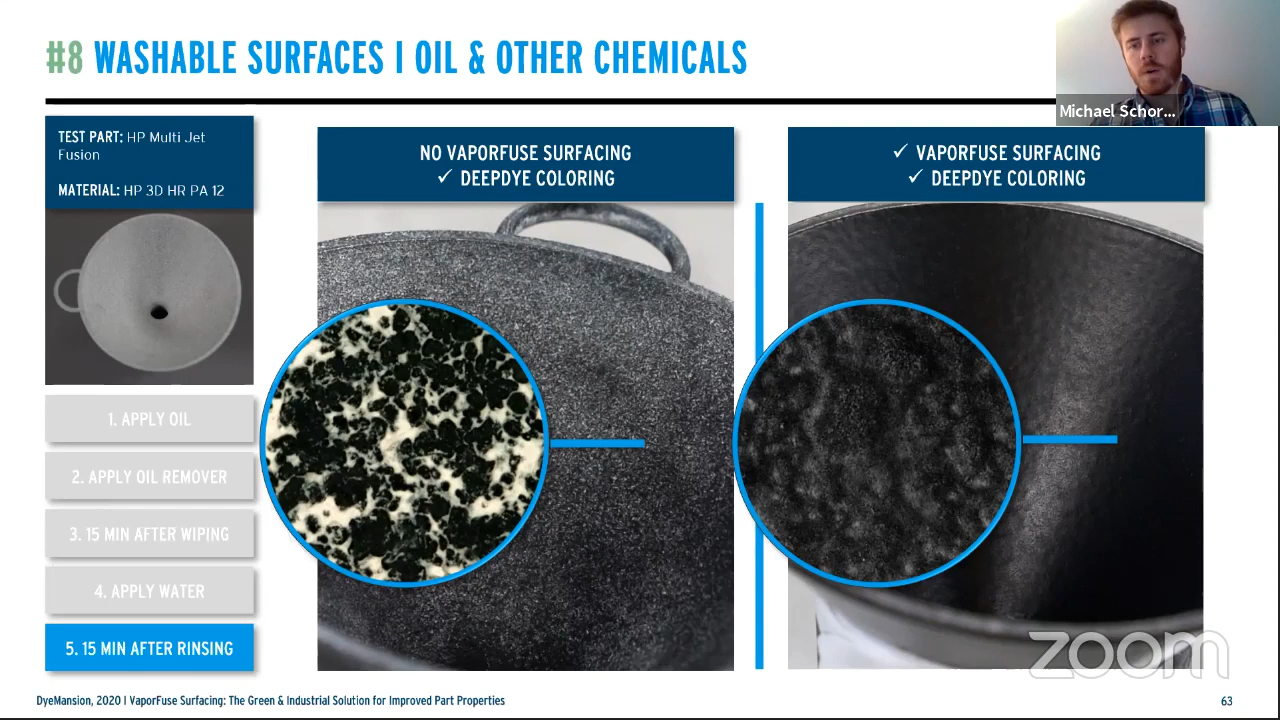 #8 WASHABLE SURFACES | OIL & OTHER CHEMICALS
Michael Schor...
TEST PART: HP Multi Jet
Fusion
MATERIAL: HP 3D HR PA 12
NO VAPORFUSE SURFACING
✓ DEEPDYE COLORING
✓ VAPORFUSE SURFACING
✓ DEEPDYE COLORING
1. APPLY OIL
2. APPLY OIL REMOVER
3. 15 MIN AFTER WIPING
4. APPLY WATER
5. 15 MIN AFTER RINSING
zoom
DyeMansion, 2020 | VaporFuse Surfacing: The Green & Industrial Solution for Improved Part Properties
63